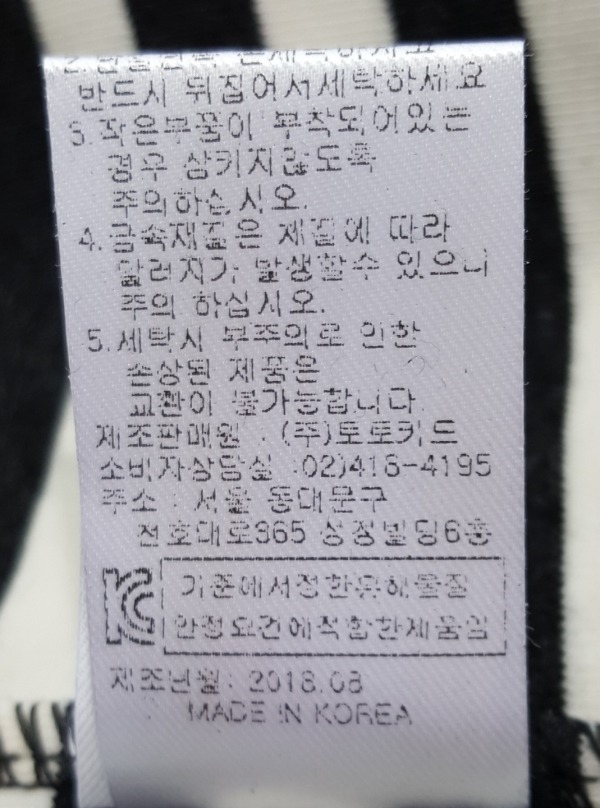 반드시 뒤집어서세탁하세요
3.작은부품이 부착되어있는
경우 삼키지않도록
주의하십시오.
4.금속재질은 체질에 따라
알러지가 발생할수 있으니
주의 하십시오.
5.세탁시 부주의로 인한
손상된 제품은
교환이 불가능합니다.
제조판매원 : (주)토토키드
소비자상담실 :02)416-4195
주소 : 서울 동대문구
천호대로365 성정빌딩6층
KC
기준에서정한유해물질
안정요건에적합한제품임
제조년월: 2018.08
MADE IN KOREA